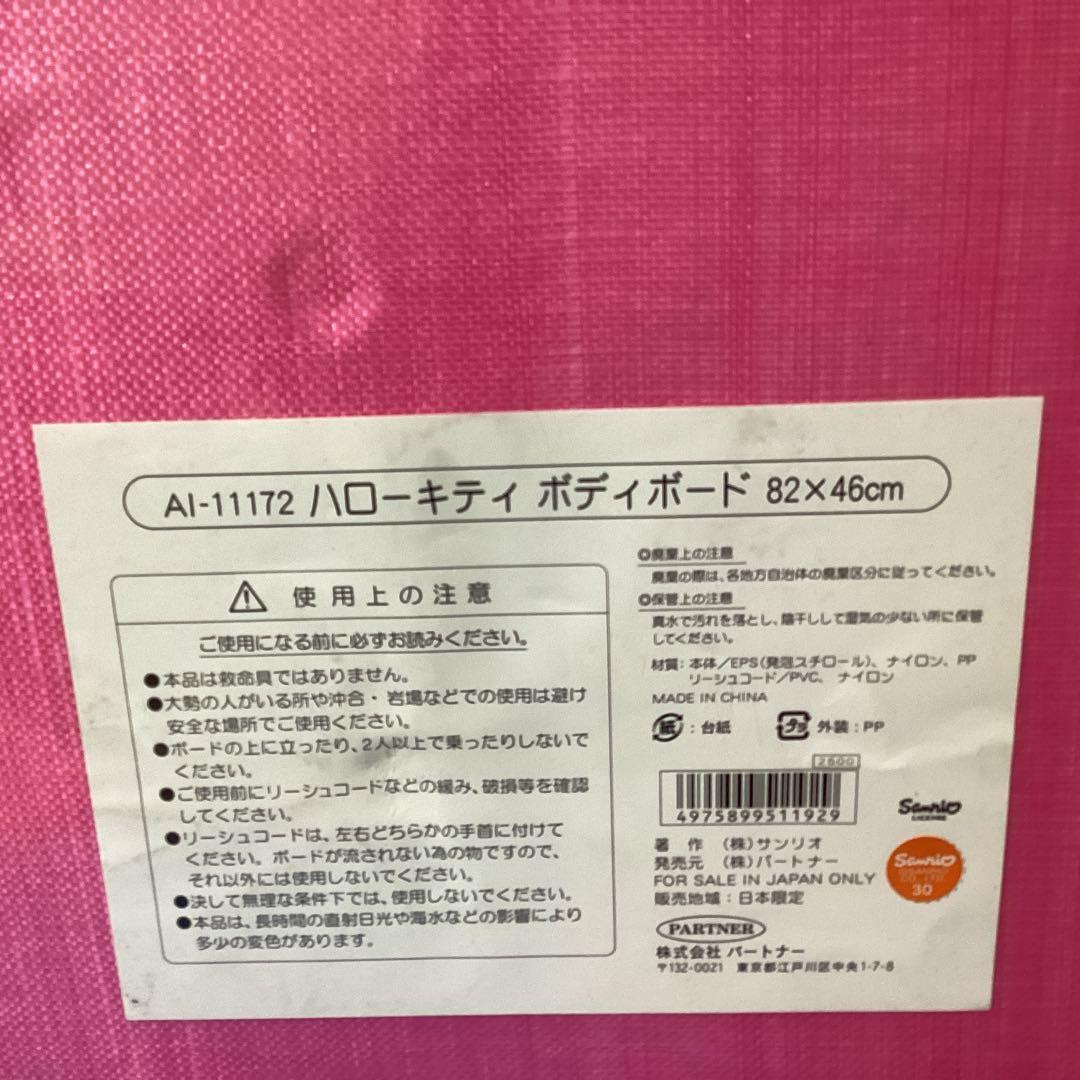 AI-11172 ハローキティ ボディボード 82×46cm
使用上の注意
ご使用になる前に必ずお読みください。
●本品は救命具ではありません。
●大勢の人がいる所や沖合・岩場などでの使用は避け
安全な場所でご使用ください。
●ボードの上に立ったり、2人以上で乗ったりしないで
ください。
●ご使用前にリーシュコードなどの緩み、破損等を確認
してください。
●リーシュコードは、左右どちらかの手首に付けて
ください。ボードが流されない為の物ですので、
それ以外には使用しないでください。
●決して無理な条件下では、使用しないでください。
●本品は、長時間の直射日光や海水などの影響により
多少の変色があります。
◎廃棄上の注意
廃棄の際は、各地方自治体の廃棄区分に従ってください。
◎保管上の注意
真水で汚れを落とし、陰干しして湿気の少ない所に保管
してください。
材質：本体/EPS(発泡スチロール)、ナイロン、PP
リーシュコード/PVC、ナイロン
MADE IN CHINA
紙：台紙 プラ 外装：PP
2500
4975899511929
Sanrio
LICENSE
著作 (株)サンリオ
発売元 (株)パートナー
FOR SALE IN JAPAN ONLY
販売地域：日本限定
Sanrio
30
PARTNER
株式会社 パートナー
〒132-0021 東京都江戸川区中央1-7-8